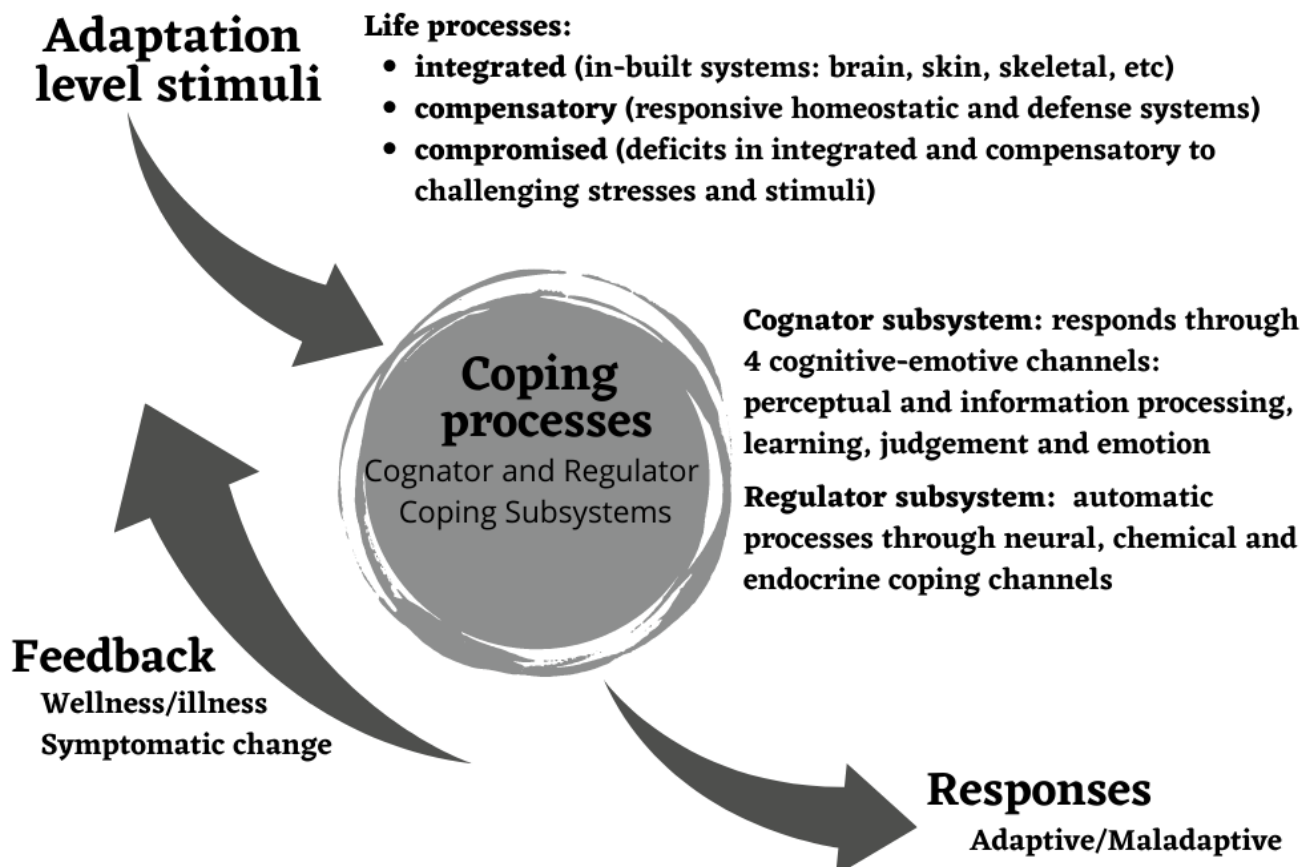 Adaptation
level stimuli
Life processes:
• integrated (in-built systems: brain, skin, skeletal, etc)
• compensatory (responsive homeostatic and defense systems)
• compromised (deficits in integrated and compensatory to
challenging stresses and stimuli)
Coping
processes
Cognator and Regulator
Coping Subsystems
Cognator subsystem: responds through
4 cognitive-emotive channels:
perceptual and information processing,
learning, judgement and emotion
Regulator subsystem: automatic
processes through neural, chemical and
endocrine coping channels
Feedback
Wellness/illness
Symptomatic change
Responses
Adaptive/Maladaptive